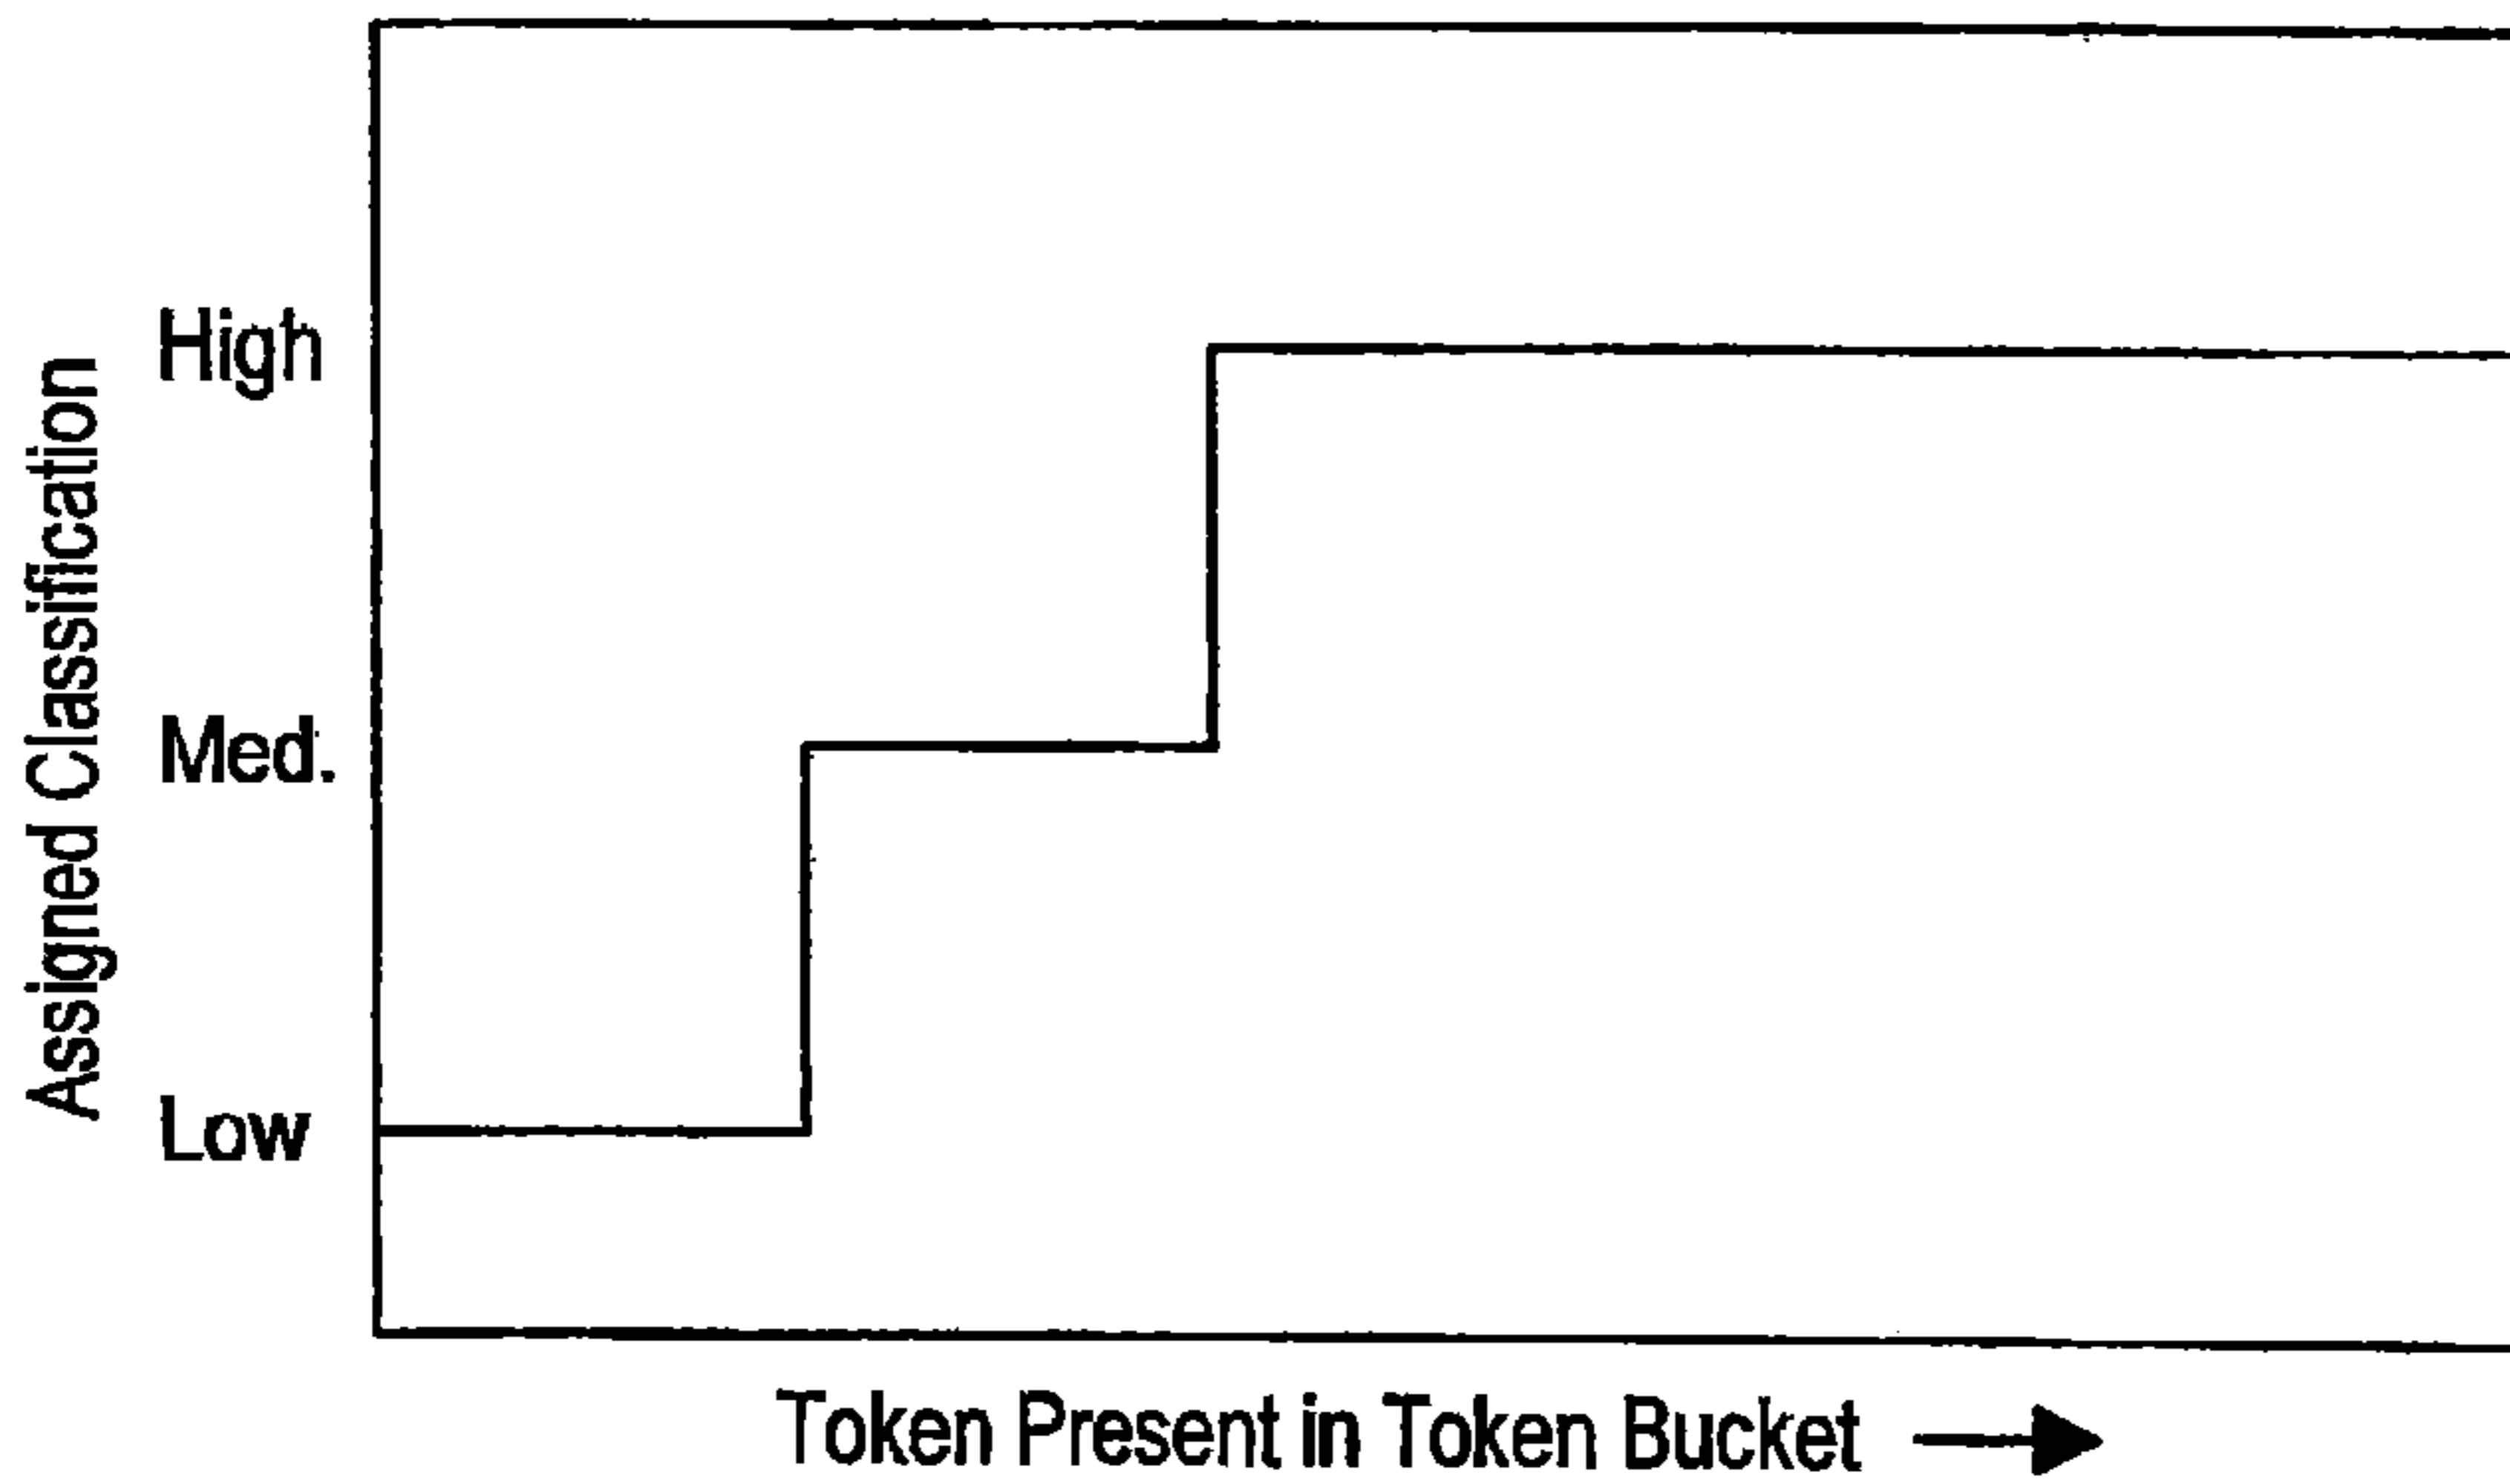 Assigned Classification
High
Med.
Low
Token Present in Token Bucket